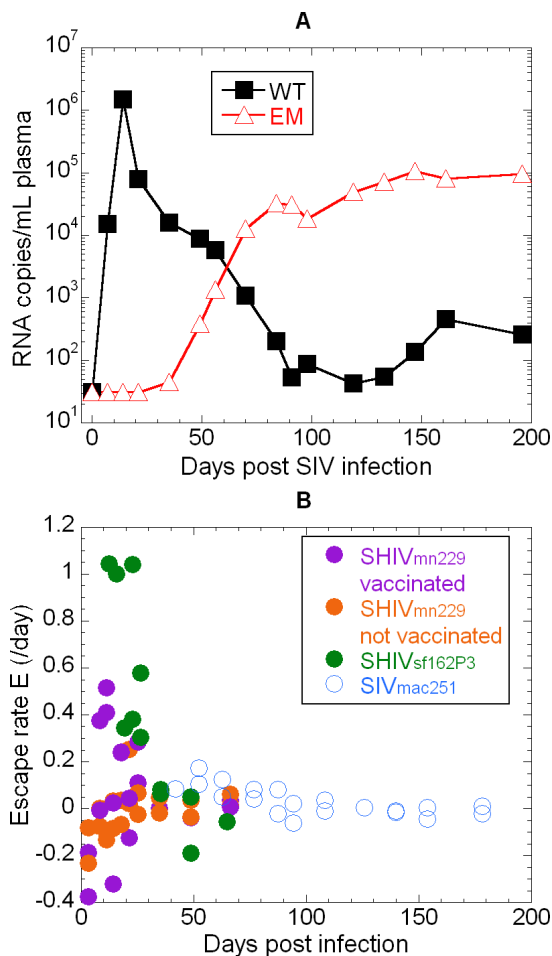 A
10^7
10^6
10^5
10^4
10^3
10^2
10^1
RNA copies/mL plasma
WT
EM
0 50 100 150 200
Days post SIV infection
B
1.2
1
0.8
0.6
0.4
0.2
0
-0.2
-0.4
Escape rate E (/day)
SHIVmn229
vaccinated
SHIVmn229
not vaccinated
SHIVsf162P3
SIVmac251
0 50 100 150 200
Days post infection